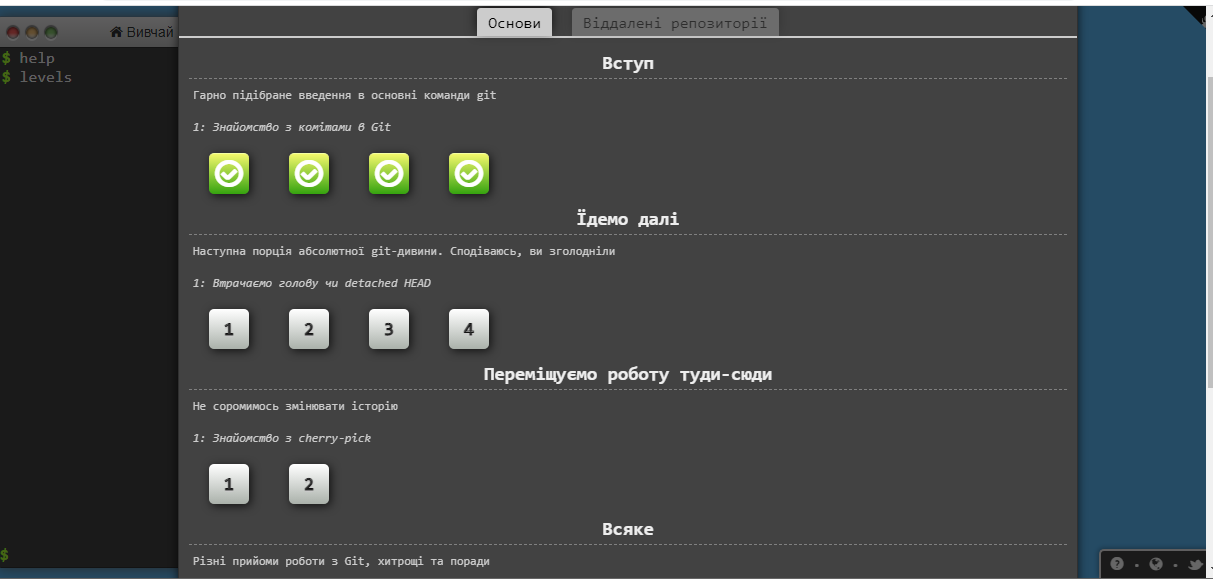 Основи Віддалені репозиторії
Вивчай
$ help
$ levels
Вступ
Гарно підібране введення в основні команди git
1: Знайомство з комітами в Git
Їдемо далі
Наступна порція абсолютної git-дивини. Сподіваюсь, ви зголодніли
1: Втрачаємо голову чи detached HEAD
1 2 3 4
Переміщуємо роботу туди-сюди
Не соромимось змінювати історію
1: Знайомство з cherry-pick
1 2
Всяке
$
Різні прийоми роботи з Git, хитрощі та поради